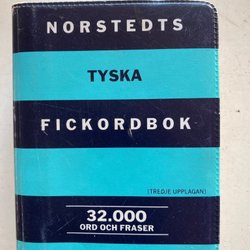 NORSTEDTS
TYSKA
FICKORDBOK
(TREDJE UPPLAGAN)
32.000
ORD OCH FRASER